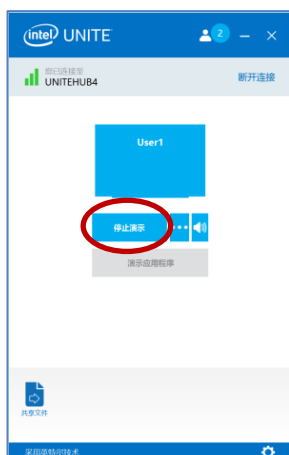 intel UNITE
2
您已连接至
UNITEHUB4
断开连接
User1
停止演示
演示应用程序
共享文件
采用英特尔技术